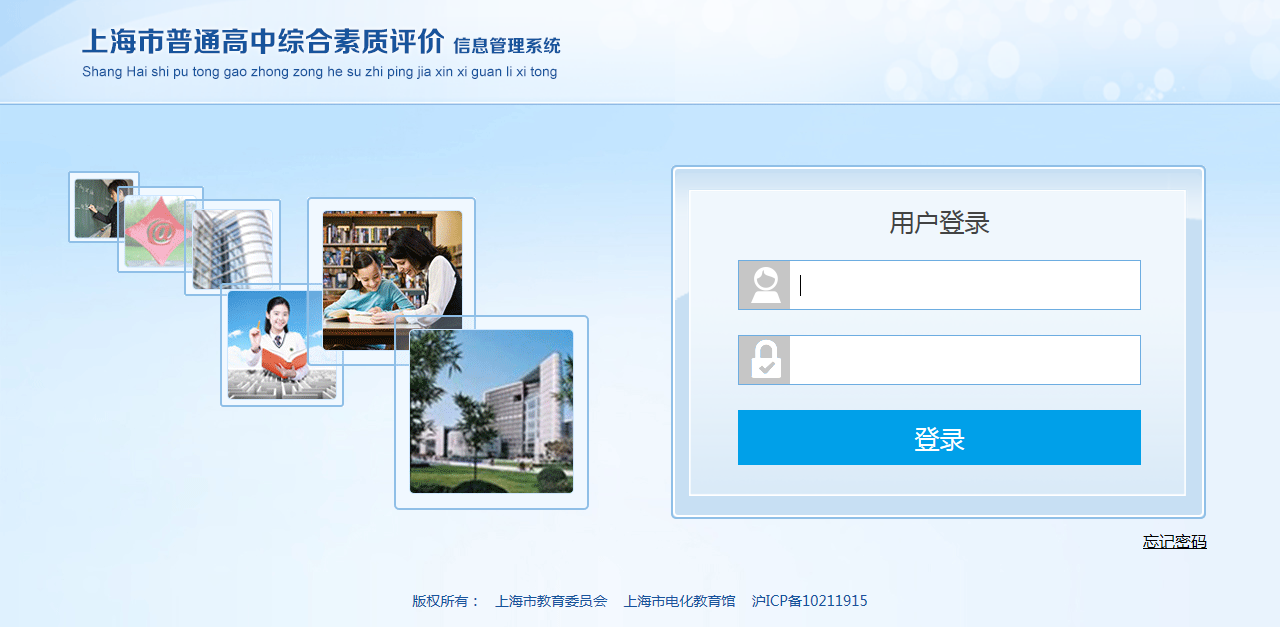 上海市普通高中综合素质评价 信息管理系统
Shang Hai shi pu tong gao zhong zong he su zhi ping jia xin xi guan li xi tong
@
用户登录
登录
忘记密码
版权所有： 上海市教育委员会 上海市电化教育馆 沪ICP备10211915